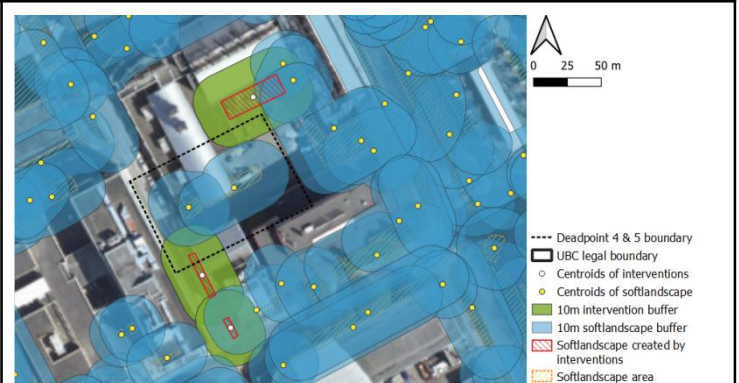 0 25 50 m
Deadpoint 4 & 5 boundary
UBC legal boundary
Centroids of interventions
Centroids of softlandscape
10m intervention buffer
10m softlandscape buffer
Softlandscape created by
interventions
Softlandscape area